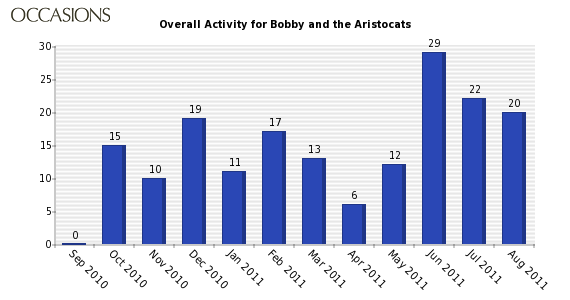 OCCASIONS
Overall Activity for Bobby and the Aristocats
30
25
20
15
10
5
0
0
15
10
19
11
17
13
6
12
29
22
20
Sep 2010
Oct 2010
Nov 2010
Dec 2010
Jan 2011
Feb 2011
Mar 2011
Apr 2011
May 2011
Jun 2011
Jul 2011
Aug 2011